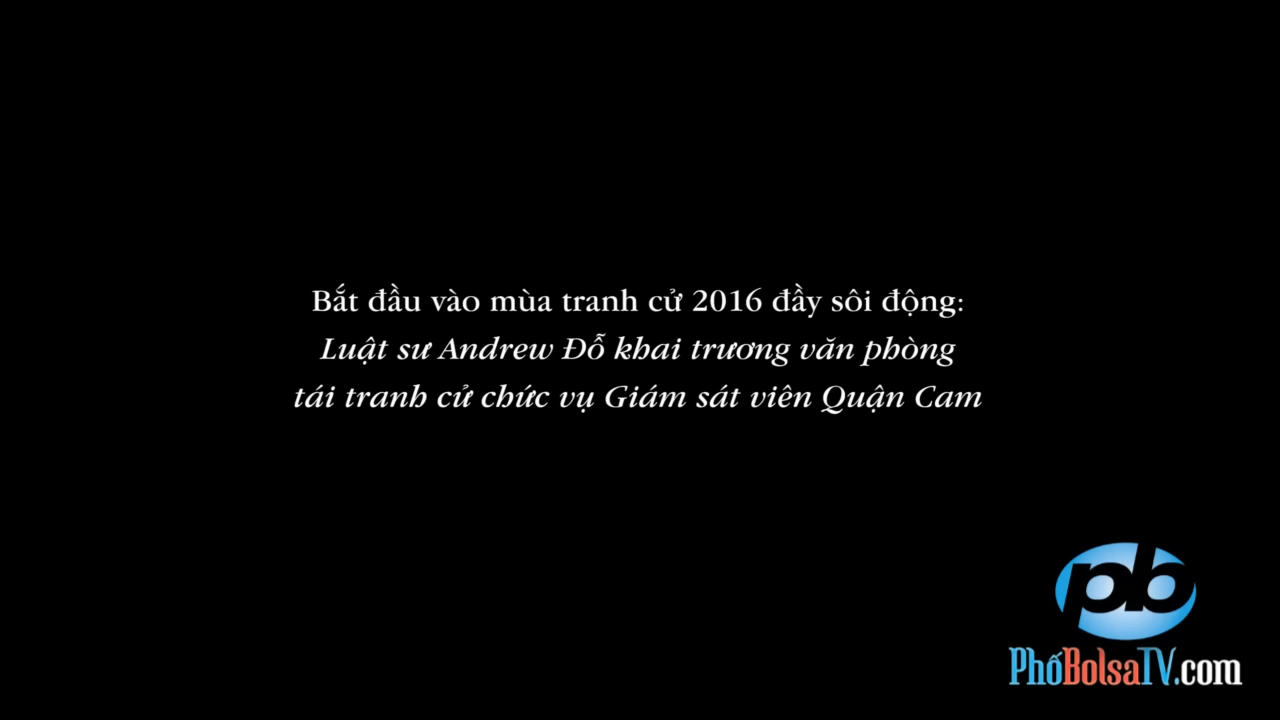 Bắt đầu vào mùa tranh cử 2016 đầy sôi động:
Luật sư Andrew Đỗ khai trương văn phòng
tái tranh cử chức vụ Giám sát viên Quận Cam
pb
PhốBolsaTV.com